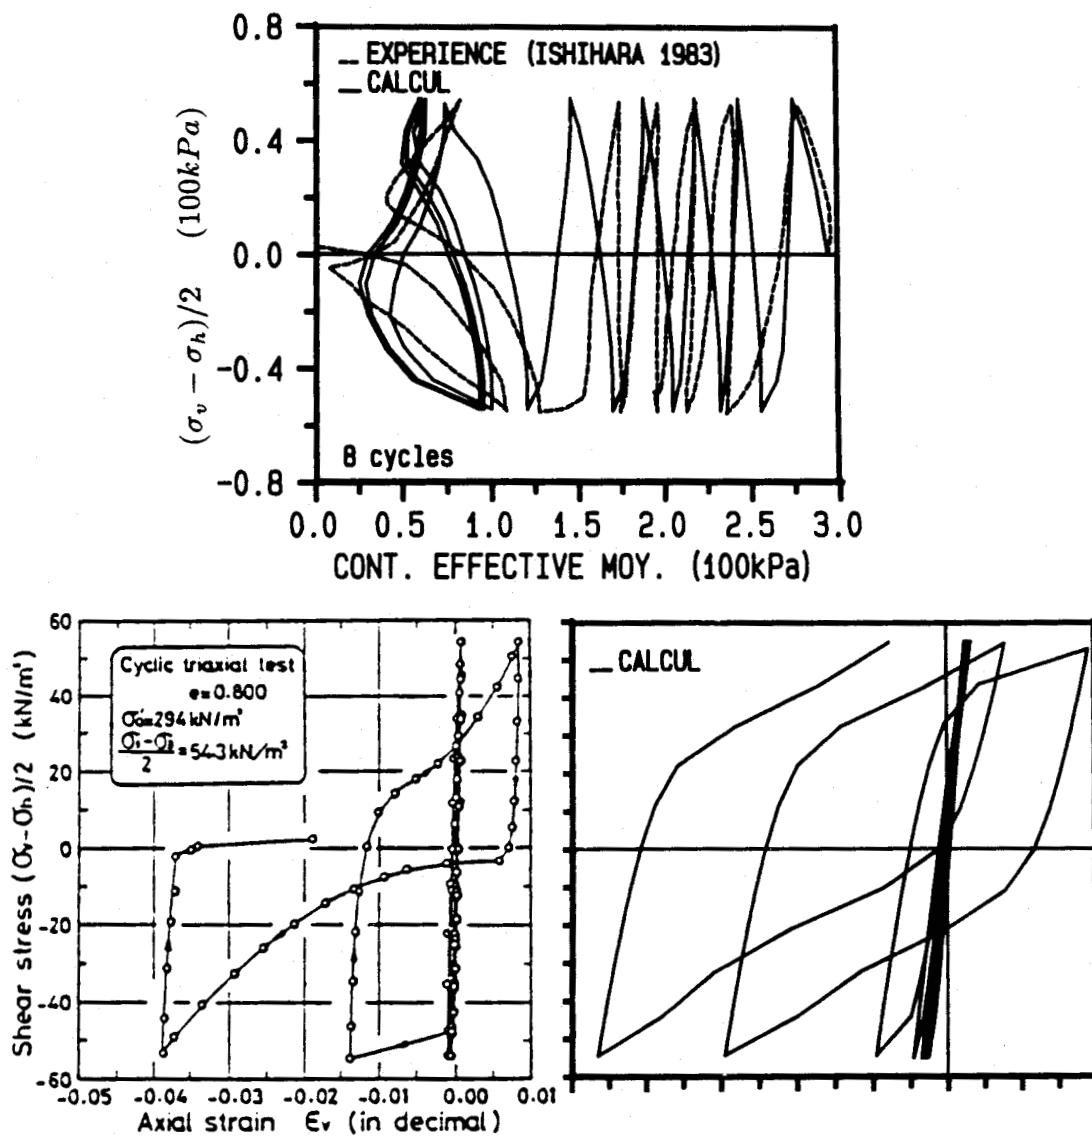 0.8
0.4
0.0
-0.4
-0.8
(σ_v − σ_h)/2 (100kPa)
_ EXPERIENCE (ISHIHARA 1983)
_ CALCUL
8 cycles
0.0 0.5 1.0 1.5 2.0 2.5 3.0
CONT. EFFECTIVE MOY. (100kPa)
60
40
20
0
-20
-40
-60
Shear stress (σv-σh)/2 (kN/m²)
Cyclic triaxial test
e=0.800
=294 kN/m²
2 =54.3 kN/m²
-0.05 -0.04 -0.03 -0.02 -0.01 0.00 0.01
Axial strain εv (in decimal)
_ CALCUL